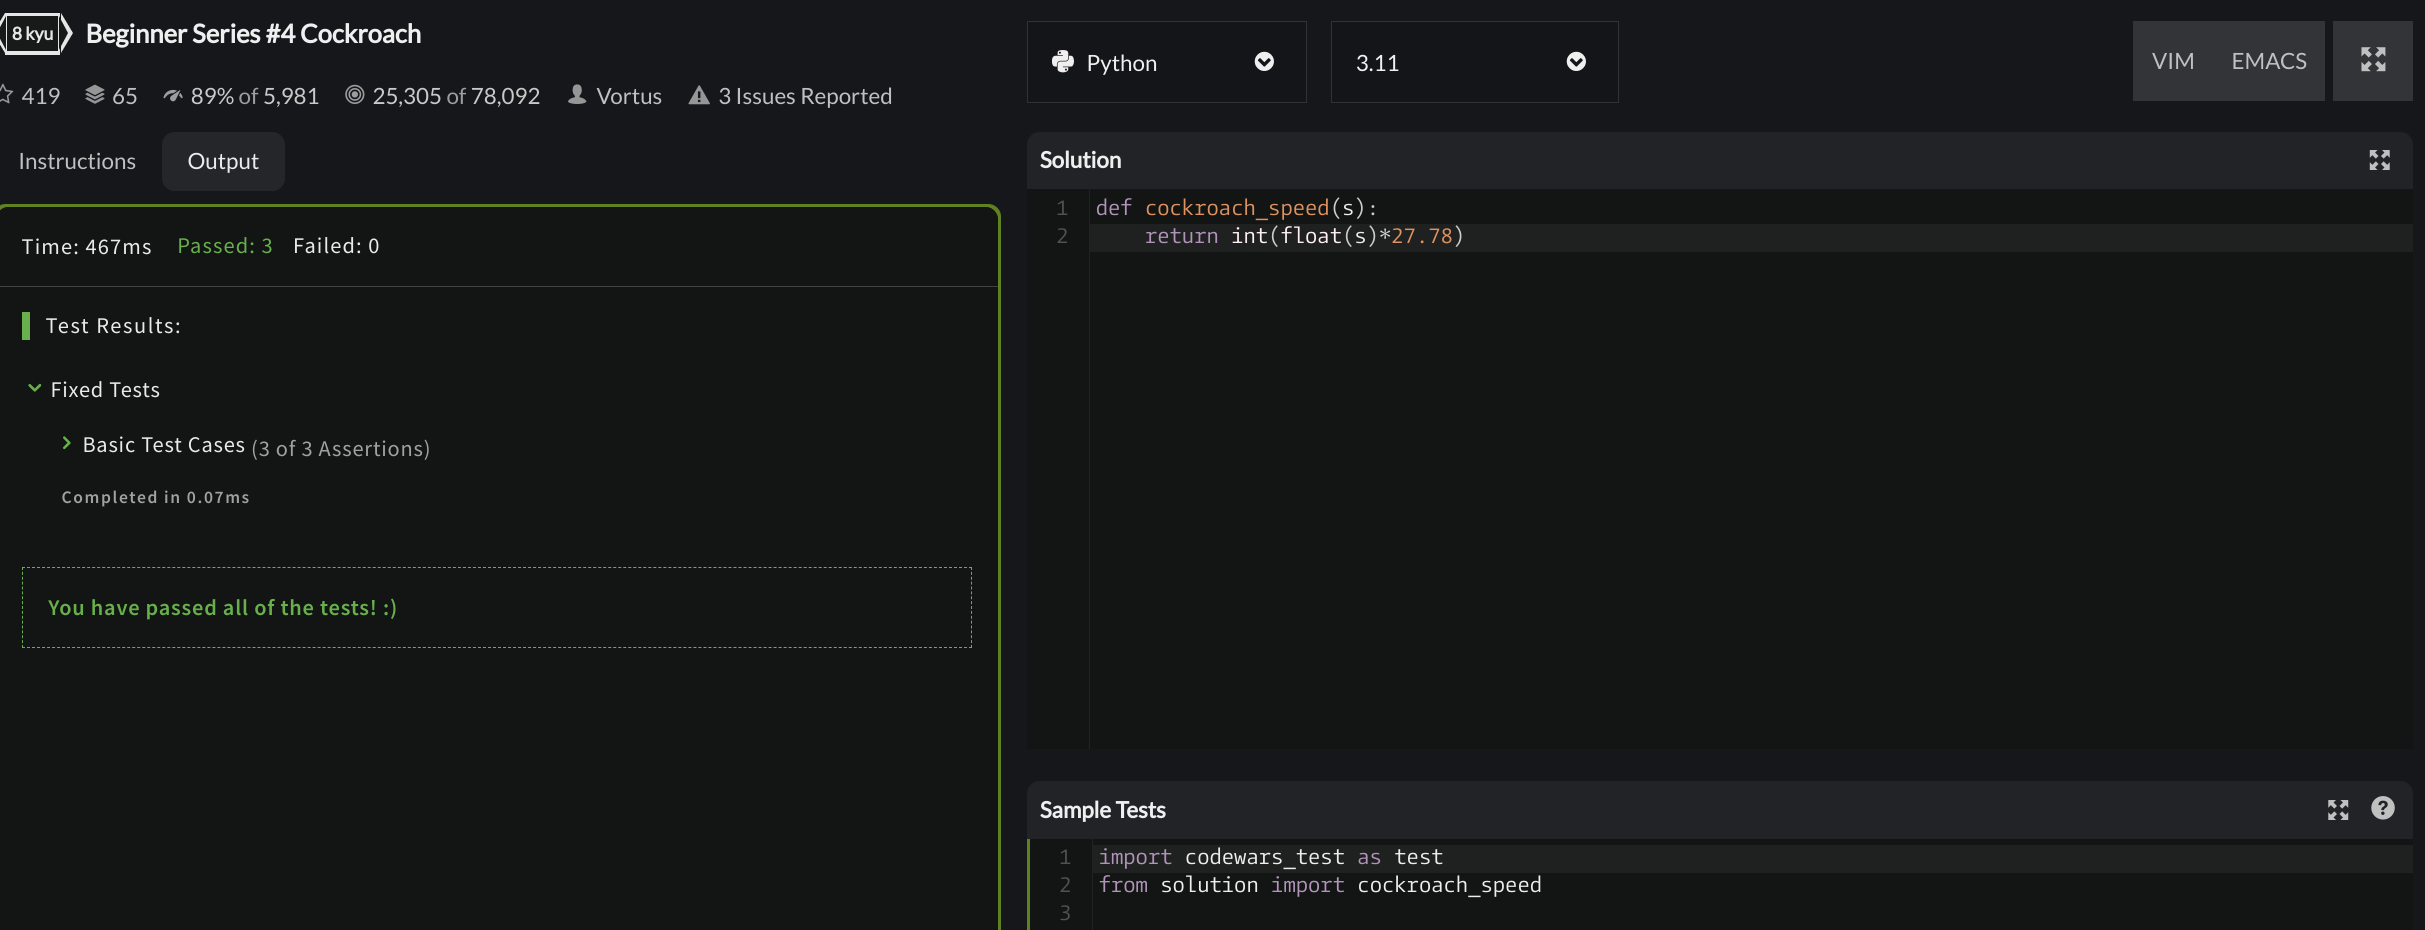 8 kyu
Beginner Series #4 Cockroach
419 65 89% of 5,981 25,305 of 78,092 Vortus 3 Issues Reported
Instructions Output
Time: 467ms Passed: 3 Failed: 0
Test Results:
Fixed Tests
Basic Test Cases (3 of 3 Assertions)
Completed in 0.07ms
You have passed all of the tests! :)
Python 3.11 VIM EMACS
Solution
1 def cockroach_speed(s):
2     return int(float(s)*27.78)
Sample Tests ?
1 import codewars_test as test
2 from solution import cockroach_speed
3